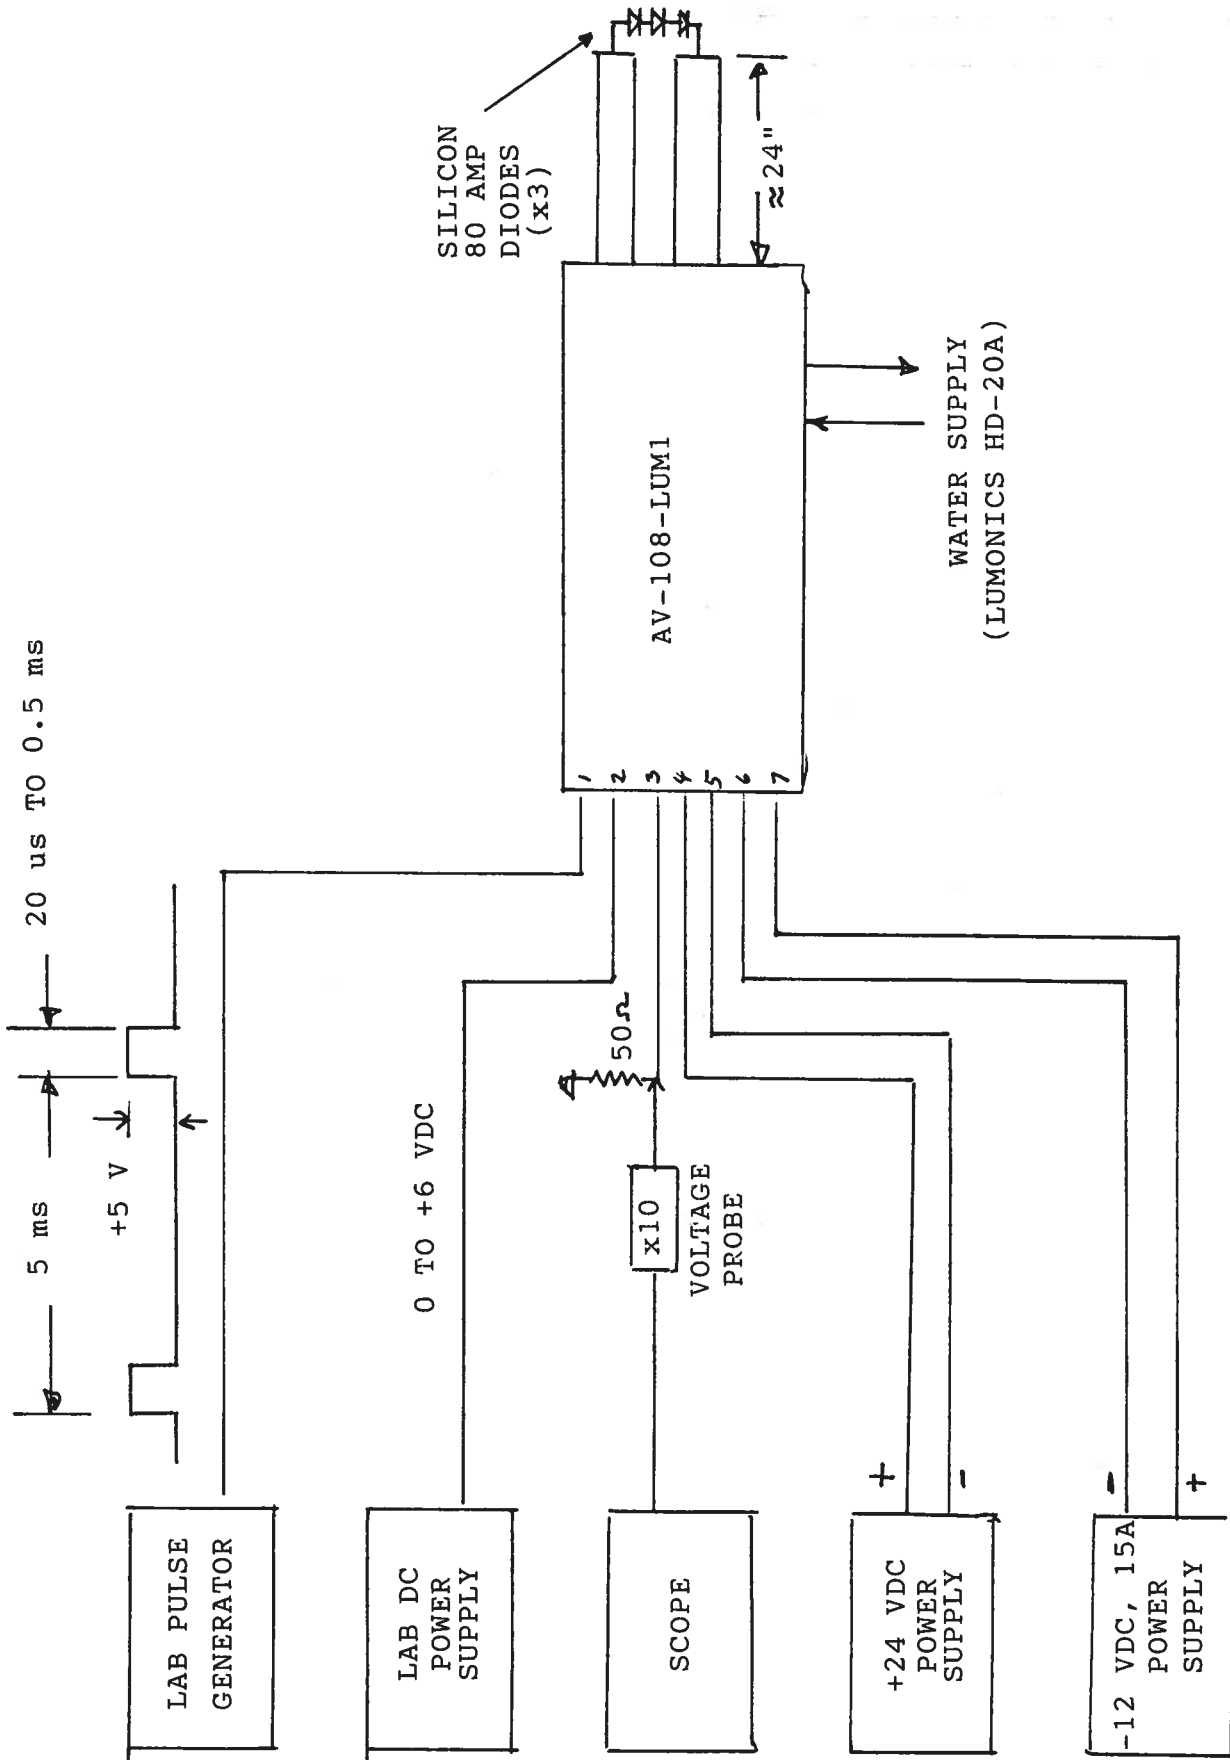 20 us TO 0.5 ms
5 ms
+5 V
LAB PULSE
GENERATOR
LAB DC
POWER
SUPPLY
0 TO +6 VDC
SCOPE
x10
VOLTAGE
PROBE
50Ω
+24 VDC
POWER
SUPPLY
+
-
-12 VDC, 15A
POWER
SUPPLY
-
+
1
2
3
4
5
6
7
AV-108-LUM1
SILICON
80 AMP
DIODES
(x3)
≈24"
WATER SUPPLY
(LUMONICS HD-20A)